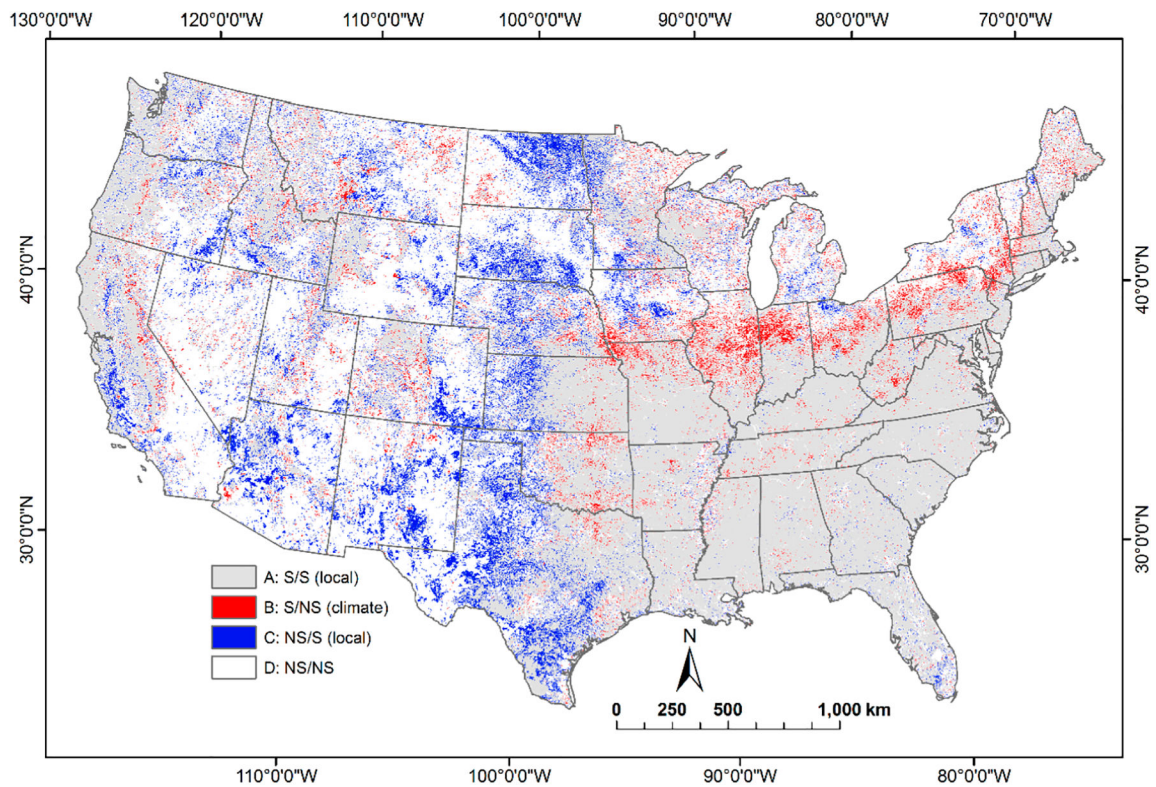 130°0'0"W 120°0'0"W 110°0'0"W 100°0'0"W 90°0'0"W 80°0'0"W 70°0'0"W
40°0'0"N 40°0'0"N
30°0'0"N 30°0'0"N
A: S/S (local)
B: S/NS (climate)
C: NS/S (local)
D: NS/NS
N
0 250 500 1,000 km
110°0'0"W 100°0'0"W 90°0'0"W 80°0'0"W